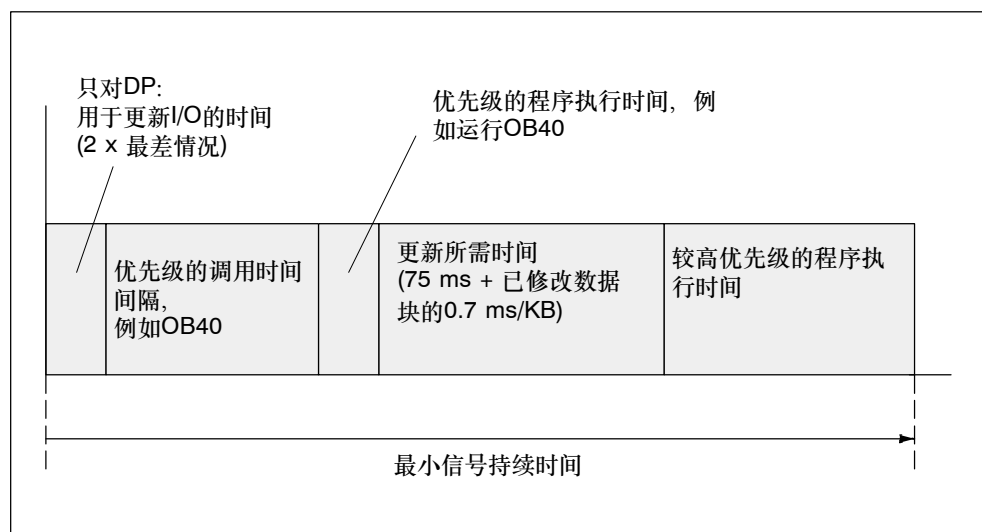 只对DP:
用于更新I/O的时间
(2 x 最差情况)
优先级的程序执行时间，例
如运行OB40
优先级的调用时间
间隔,
例如OB40
更新所需时间
(75 ms + 已修改数据
块的0.7 ms/KB)
较高优先级的程序执
行时间
最小信号持续时间